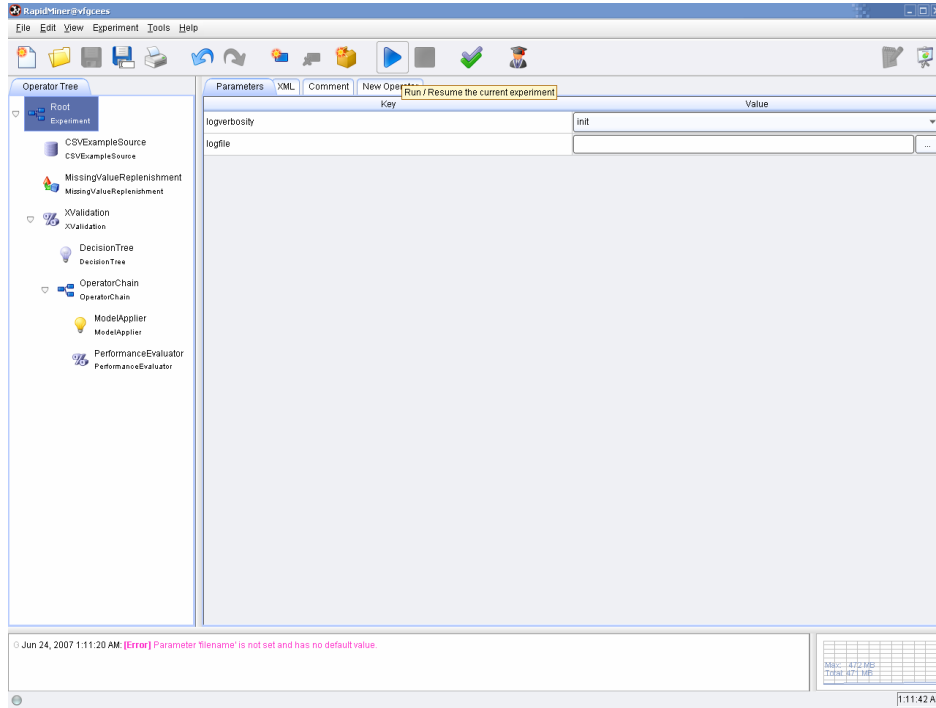 RapidMiner@vfgcees
File Edit View Experiment Tools Help
Operator Tree
Parameters XML Comment New Operator
Run / Resume the current experiment
Key Value
Root
Experiment
logverbosity init
logfile ...
CSVExampleSource
CSVExampleSource
MissingValueReplenishment
MissingValueReplenishment
XValidation
XValidation
DecisionTree
DecisionTree
OperatorChain
OperatorChain
ModelApplier
ModelApplier
PerformanceEvaluator
PerformanceEvaluator
Jun 24, 2007 1:11:20 AM: [Error] Parameter 'filename' is not set and has no default value.
Max: 472 MB
Total: 471 MB
1:11:42 A